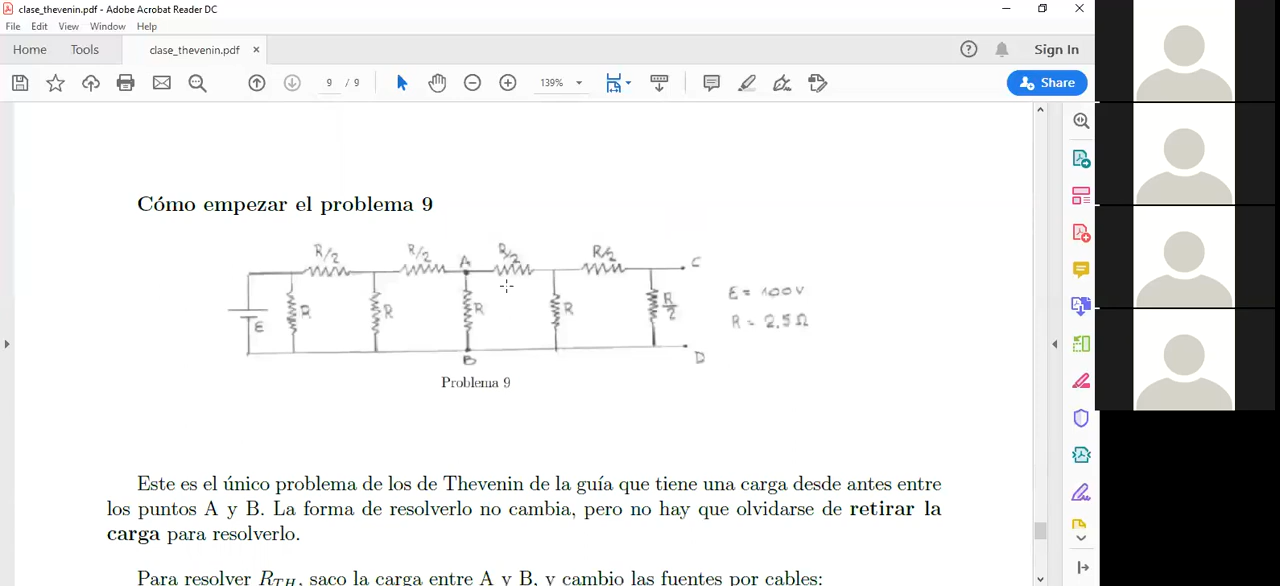 clase_thevenin.pdf - Adobe Acrobat Reader DC
File Edit View Window Help
Home Tools clase_thevenin.pdf × Sign In
9 / 9 139% Share
Cómo empezar el problema 9
R/2 R/2 A R/2 R/2 C
R R R R R/2
ε
ε = 100V
R = 2.5Ω
B D
Problema 9
Este es el único problema de los de Thevenin de la guía que tiene una carga desde antes entre
los puntos A y B. La forma de resolverlo no cambia, pero no hay que olvidarse de retirar la
carga para resolverlo.
Para resolver R_TH, saco la carga entre A y B, y cambio las fuentes por cables: